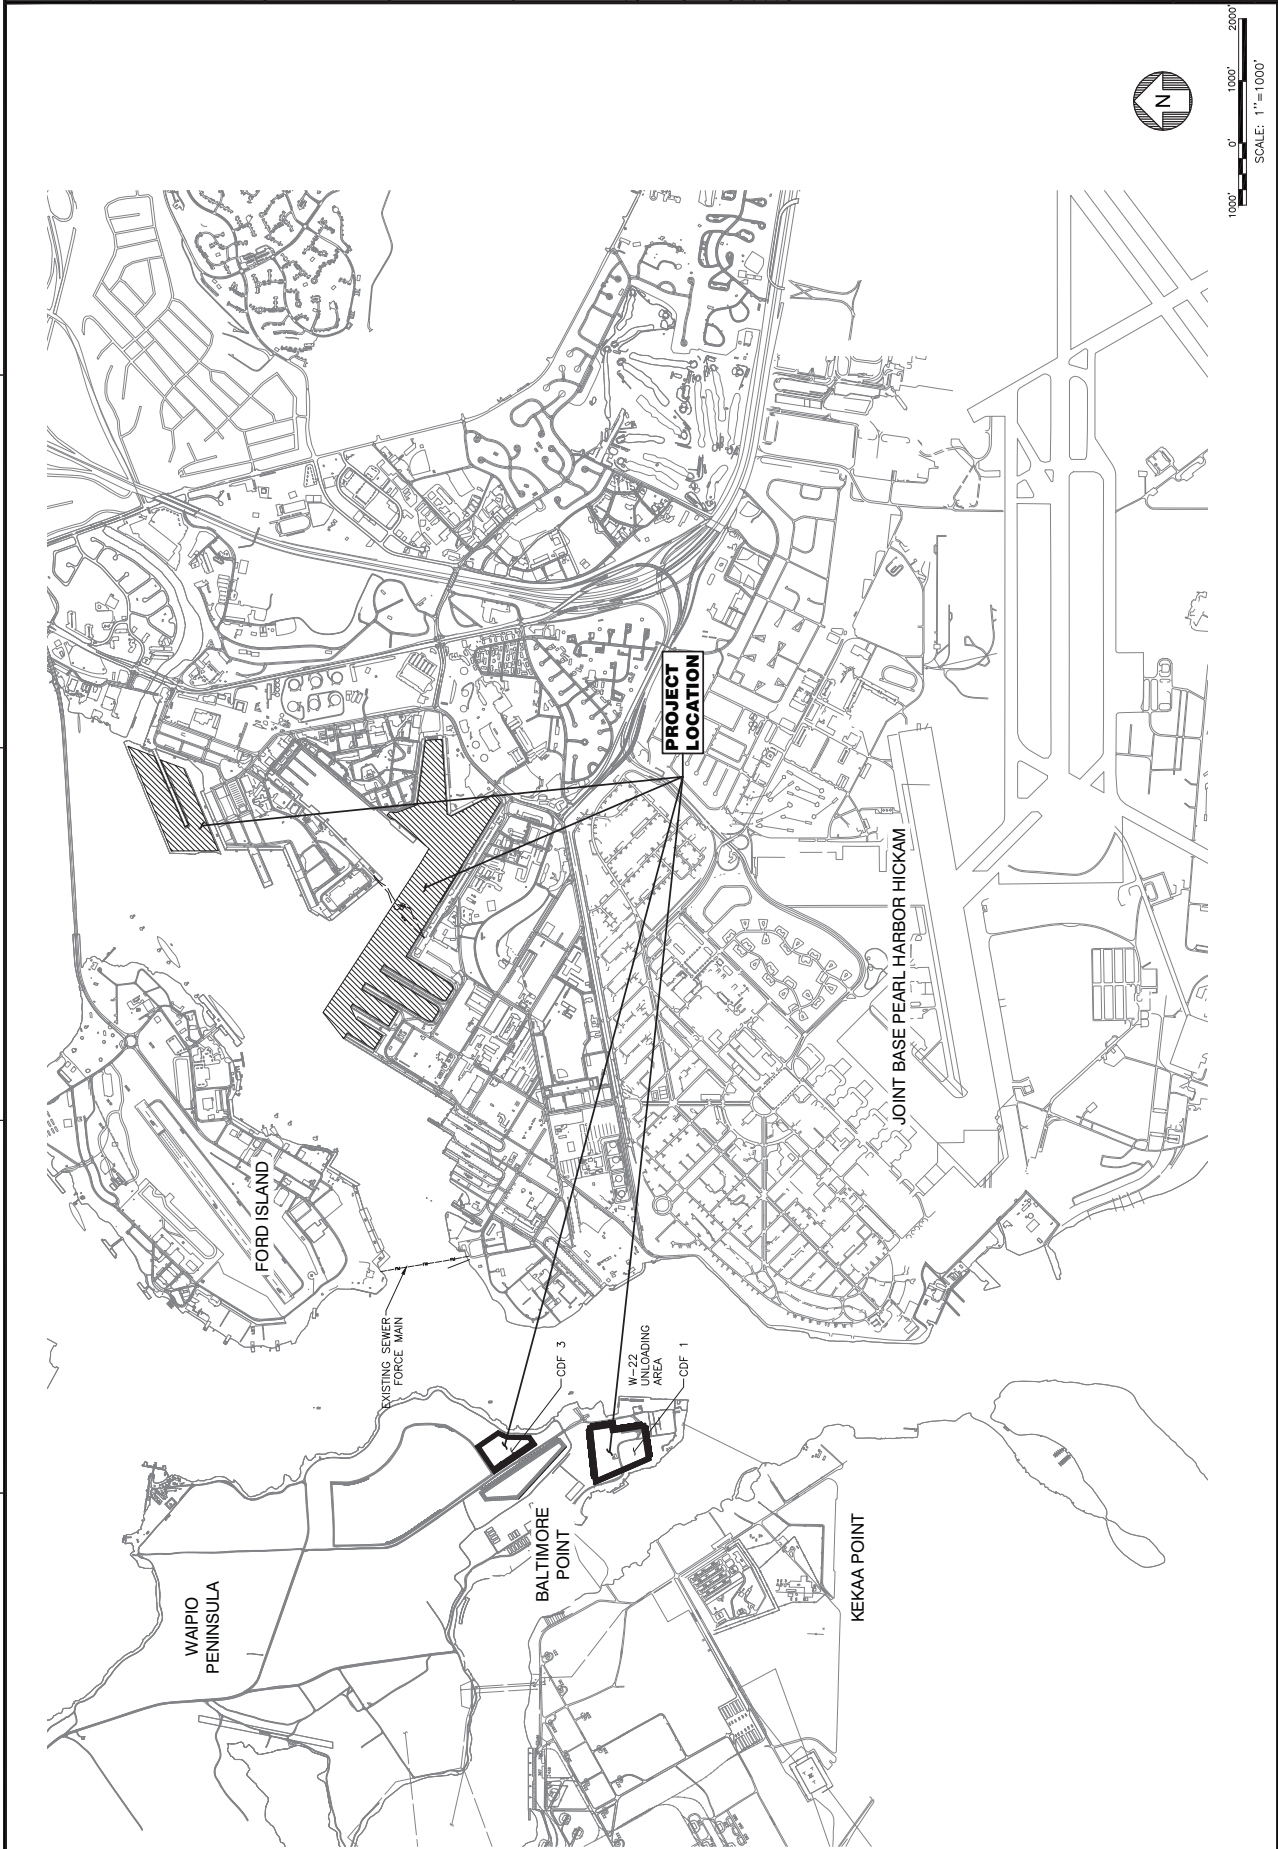 WAIPIO
PENINSULA
FORD ISLAND
EXISTING SEWER
FORCE MAIN
CDF 3
W-22
UNLOADING
AREA
CDF 1
BALTIMORE
POINT
KEKAA POINT
PROJECT
LOCATION
JOINT BASE PEARL HARBOR HICKAM
N
1000'
0'
1000'
2000'
SCALE: 1"=1000'